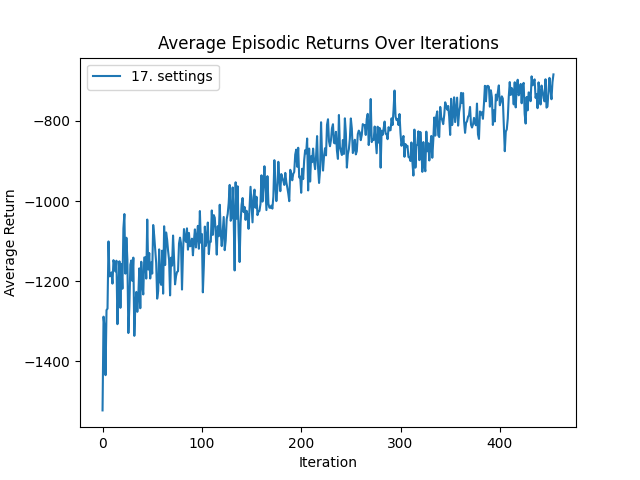 Average Episodic Returns Over Iterations
17. settings
Average Return
−800
−1000
−1200
−1400
0
100
200
300
400
Iteration